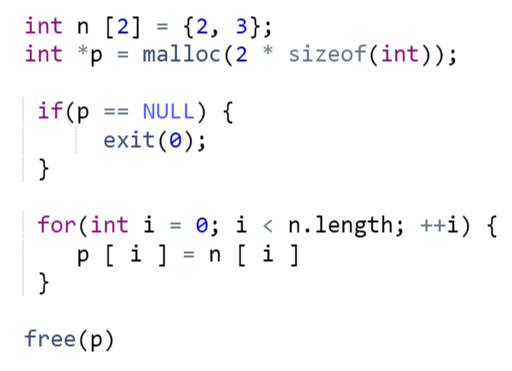 int n [2] = {2, 3};
int *p = malloc(2 * sizeof(int));
if(p == NULL) {
exit(0);
}
for(int i = 0; i < n.length; ++i) {
p [ i ] = n [ i ]
}
free(p)